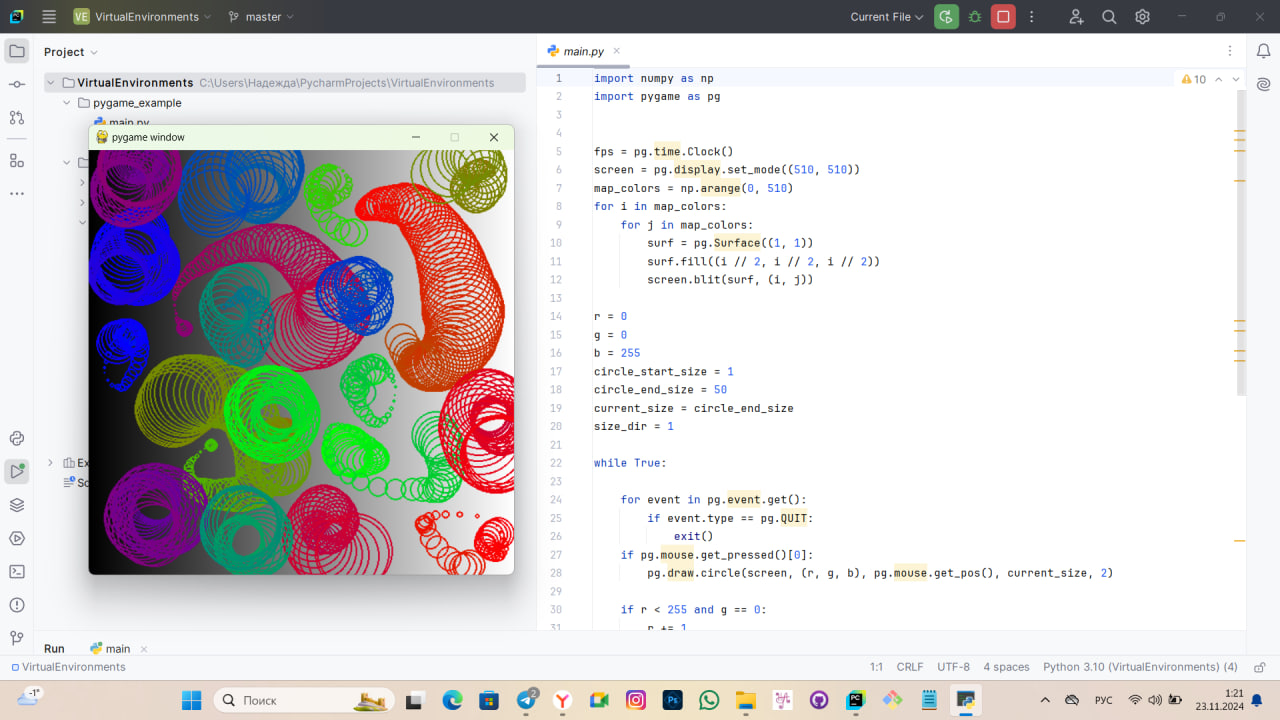 VE VirtualEnvironments master Current File
Project
main.py
VirtualEnvironments C:\Users\Надежда\PycharmProjects\VirtualEnvironments
pygame_example
main.py
pygame window
10
1 import numpy as np
2 import pygame as pg
3
4
5 fps = pg.time.Clock()
6 screen = pg.display.set_mode((510, 510))
7 map_colors = np.arange(0, 510)
8 for i in map_colors:
9 for j in map_colors:
10 surf = pg.Surface((1, 1))
11 surf.fill((i // 2, i // 2, i // 2))
12 screen.blit(surf, (i, j))
13
14 r = 0
15 g = 0
16 b = 255
17 circle_start_size = 1
18 circle_end_size = 50
19 current_size = circle_end_size
20 size_dir = 1
21
22 while True:
23
24 for event in pg.event.get():
25 if event.type == pg.QUIT:
26 exit()
27 if pg.mouse.get_pressed()[0]:
28 pg.draw.circle(screen, (r, g, b), pg.mouse.get_pos(), current_size, 2)
29
30 if r < 255 and g == 0:
31 r += 1
Ex
Sc
Run main
VirtualEnvironments 1:1 CRLF UTF-8 4 spaces Python 3.10 (VirtualEnvironments) (4)
-1°
Поиск
2
PC
Ps
РУС
1:21
23.11.2024